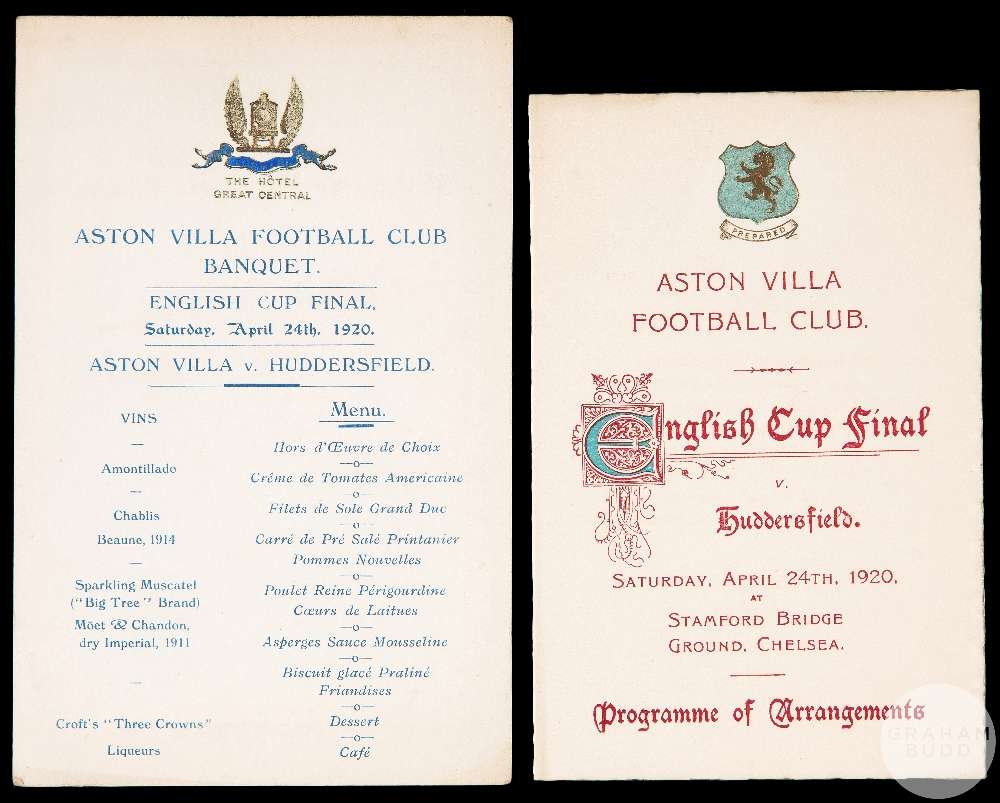 THE HÔTEL
GREAT CENTRAL
ASTON VILLA FOOTBALL CLUB
BANQUET.
ENGLISH CUP FINAL,
Saturday, April 24th, 1920.
ASTON VILLA v. HUDDERSFIELD.
VINS
Amontillado
Chablis
Beaune, 1914
Sparkling Muscatel
("Big Tree" Brand)
Möet & Chandon,
dry Imperial, 1911
Croft's "Three Crowns"
Liqueurs
Menu.
Hors d'Œuvre de Choix
Crême de Tomates Americaine
Filets de Sole Grand Duc
Carré de Pré Salé Printanier
Pommes Nouvelles
Poulet Reine Périgourdine
Cœurs de Laitues
Asperges Sauce Mousseline
Biscuit glacé Praliné
Friandises
Dessert
Café
PREPARED
ASTON VILLA
FOOTBALL CLUB.
English Cup Final
v.
Huddersfield.
SATURDAY, APRIL 24TH, 1920,
AT
STAMFORD BRIDGE
GROUND, CHELSEA.
Programme of Arrangements
GRAHAM
BUDD